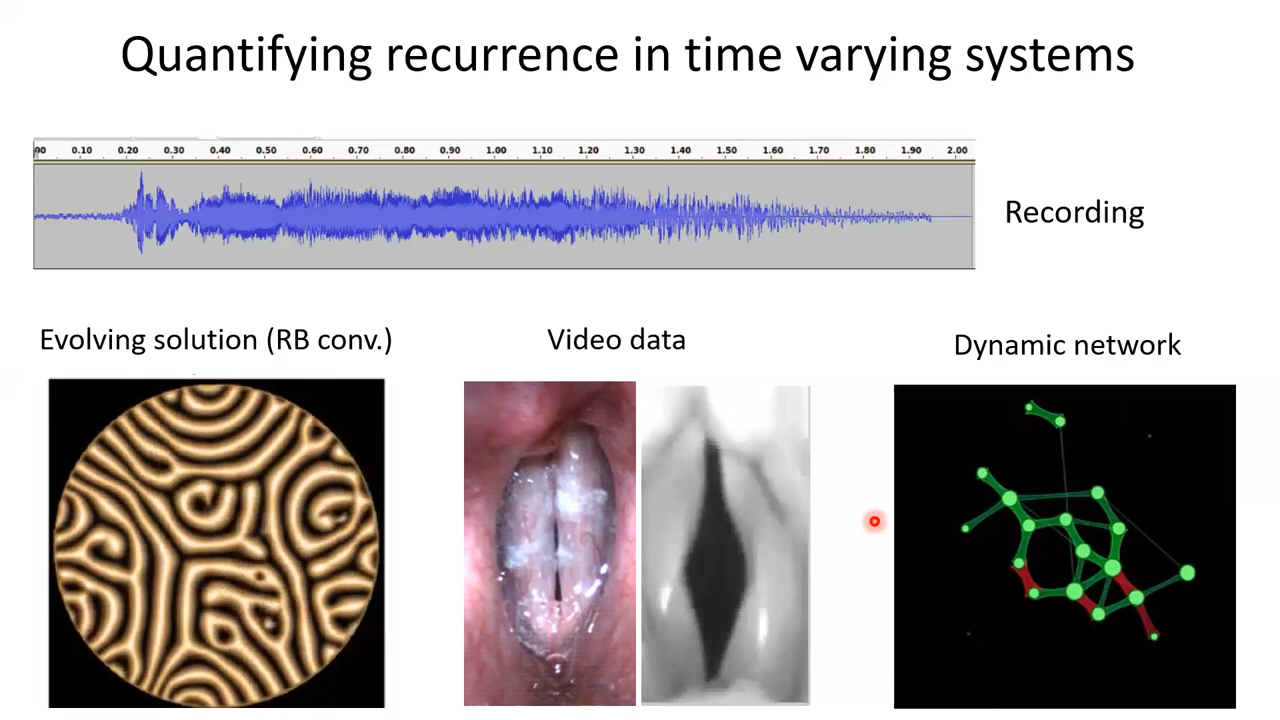 Quantifying recurrence in time varying systems
00 0.10 0.20 0.30 0.40 0.50 0.60 0.70 0.80 0.90 1.00 1.10 1.20 1.30 1.40 1.50 1.60 1.70 1.80 1.90 2.00
Recording
Evolving solution (RB conv.)
Video data
Dynamic network